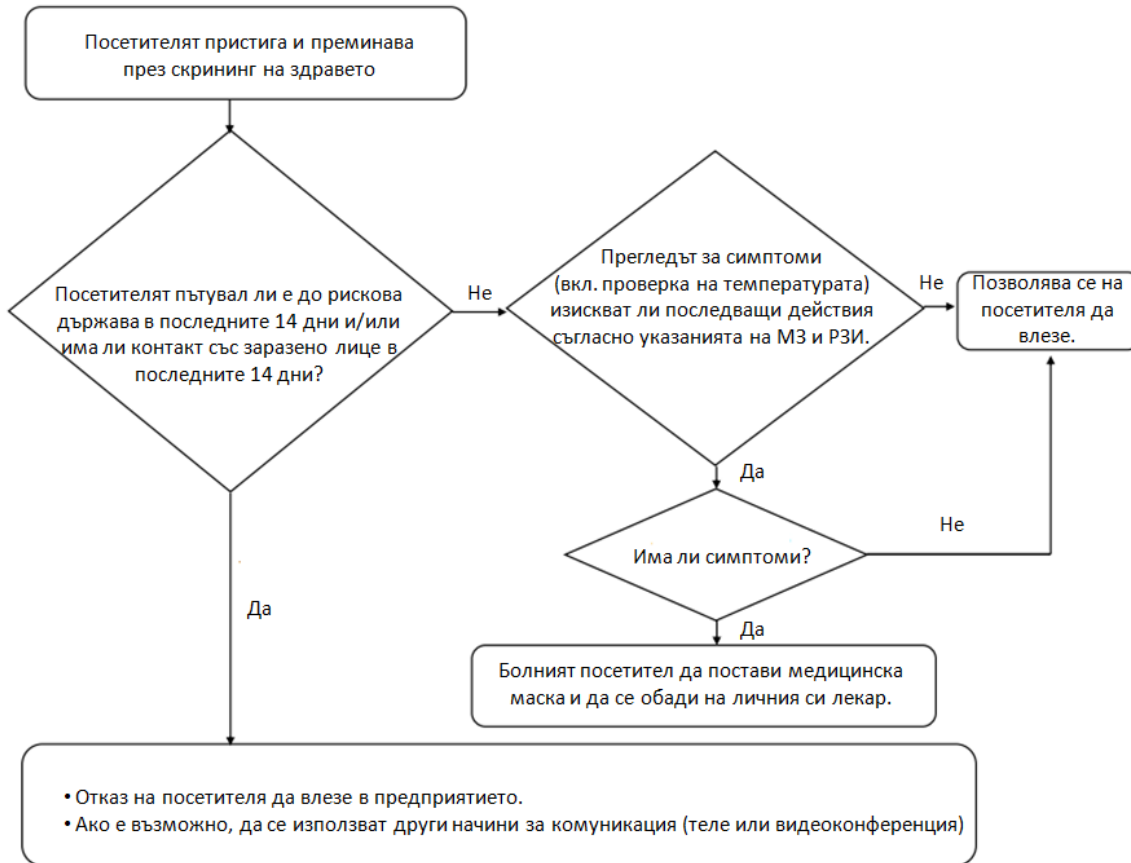 Посетителят пристига и преминава
през скрининг на здравето
Посетителят пътувал ли е до рискова
държава в последните 14 дни и/или
има ли контакт със заразено лице в
последните 14 дни?
Не
Прегледът за симптоми
(вкл. проверка на температурата)
изискват ли последващи действия
съгласно указанията на МЗ и РЗИ.
Не
Позволява се на
посетителя да
влезе.
Да
Има ли симптоми?
Не
Да
Да
Болният посетител да постави медицинска
маска и да се обади на личния си лекар.
• Отказ на посетителя да влезе в предприятието.
• Ако е възможно, да се използват други начини за комуникация (теле или видеоконференция)